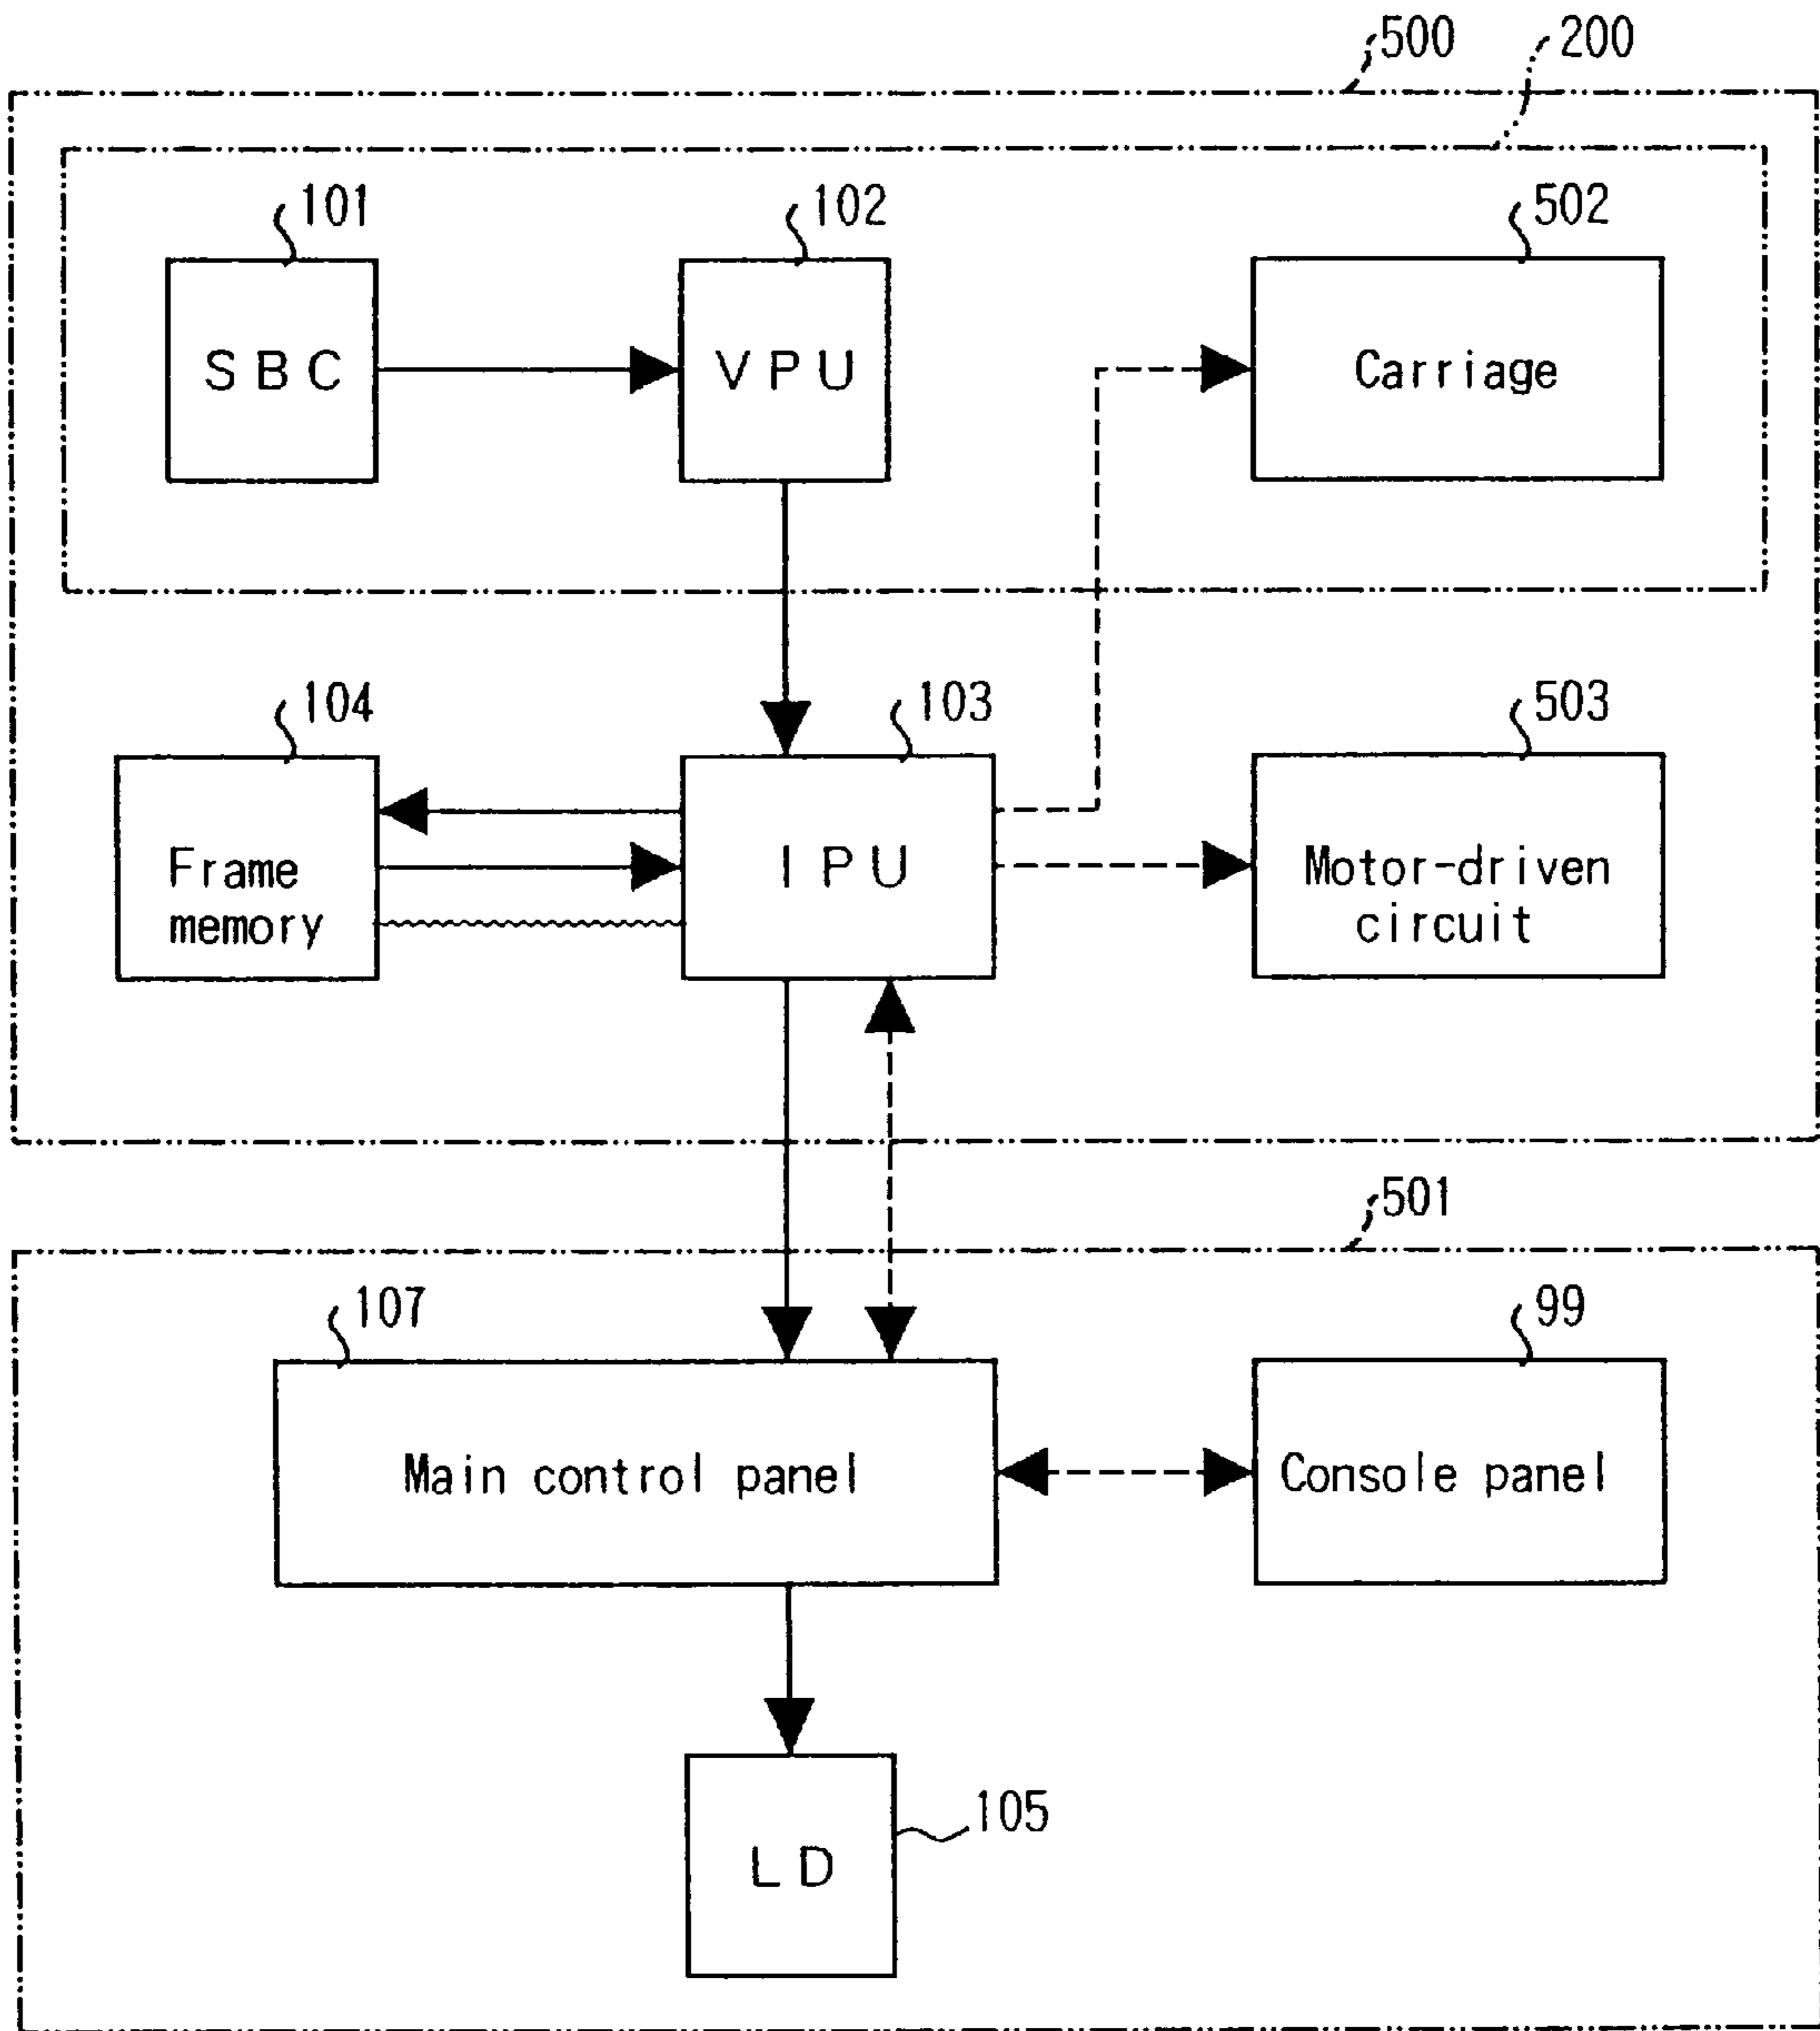 500
200
101
102
502
SBC
VPU
Carriage
104
103
503
Frame
memory
IPU
Motor-driven
circuit
501
107
99
Main control panel
Console panel
105
LD